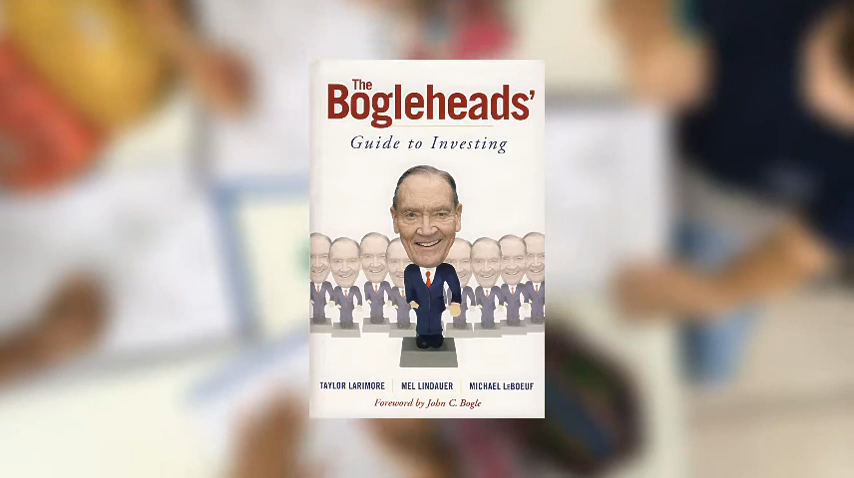 The
Bogleheads'
Guide to Investing
TAYLOR LARIMORE MEL LINDAUER MICHAEL LEBOEUF
Foreword by John C. Bogle